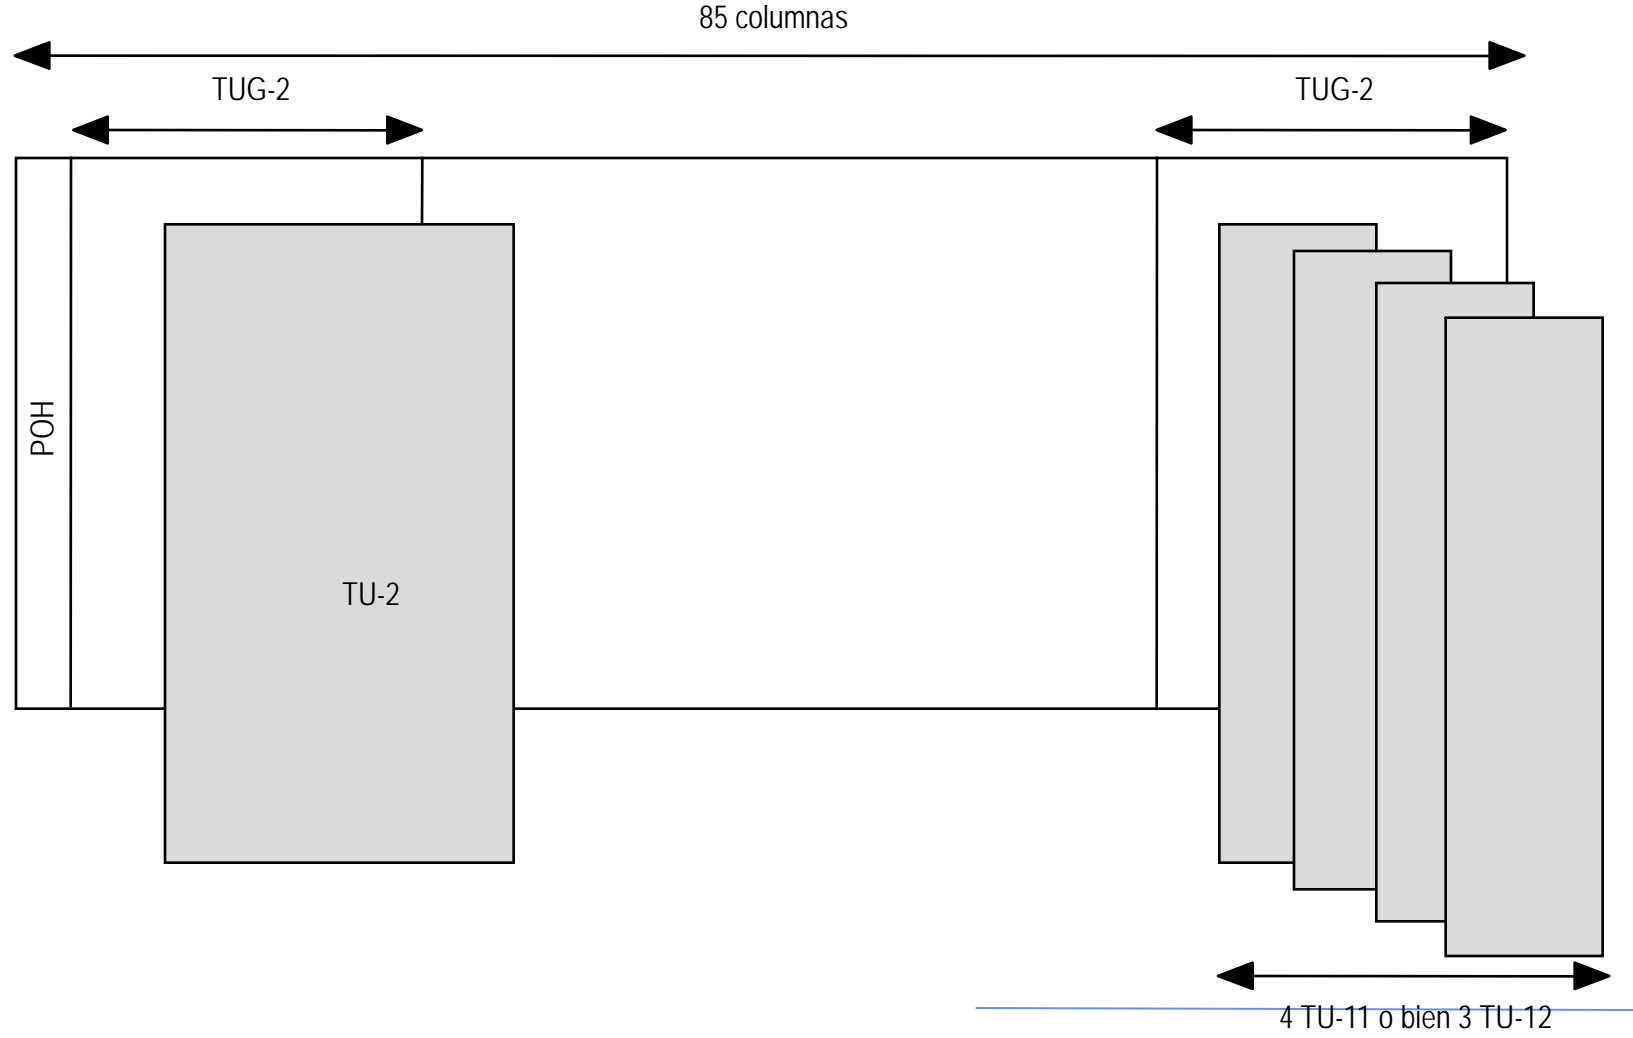 85 columnas
TUG-2
TUG-2
POH
TU-2
4 TU-11 o bien 3 TU-12